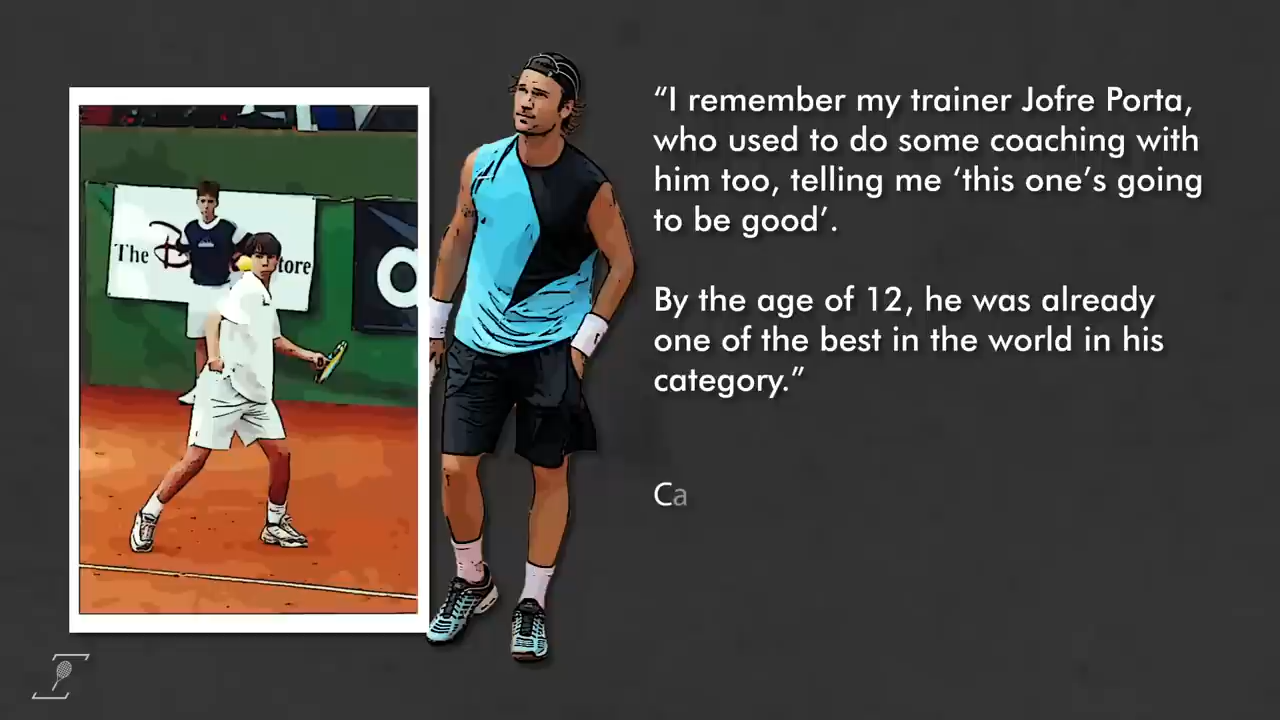 “I remember my trainer Jofre Porta,
who used to do some coaching with
him too, telling me ‘this one’s going
to be good’.
By the age of 12, he was already
one of the best in the world in his
category.”
Ca
The
tore